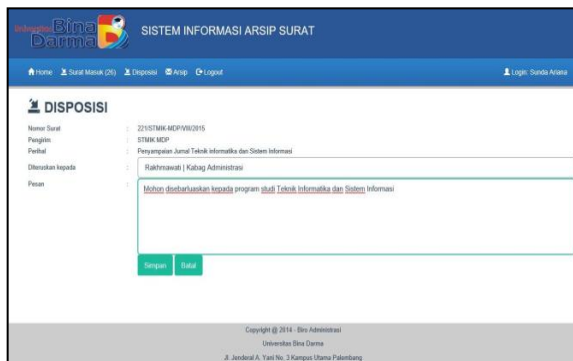 Universitas Bina Darma
SISTEM INFORMASI ARSIP SURAT
Home Surat Masuk (26) Disposisi Arsip Logout Login: Sunda Ariana
DISPOSISI
Nomor Surat : 221/STMIK-MDP/VIII/2015
Pengirim : STMIK MDP
Perihal : Penyampaian Jurnal Teknik Informatika dan Sistem Informasi
Diteruskan kepada : Rakhmawati | Kabag Administrasi
Pesan : Mohon disebarluaskan kepada program studi Teknik Informatika dan Sistem Informasi
Simpan Batal
Copyright @ 2014 - Biro Administrasi
Universitas Bina Darma
Jl. Jenderal A. Yani No. 3 Kampus Utama Palembang